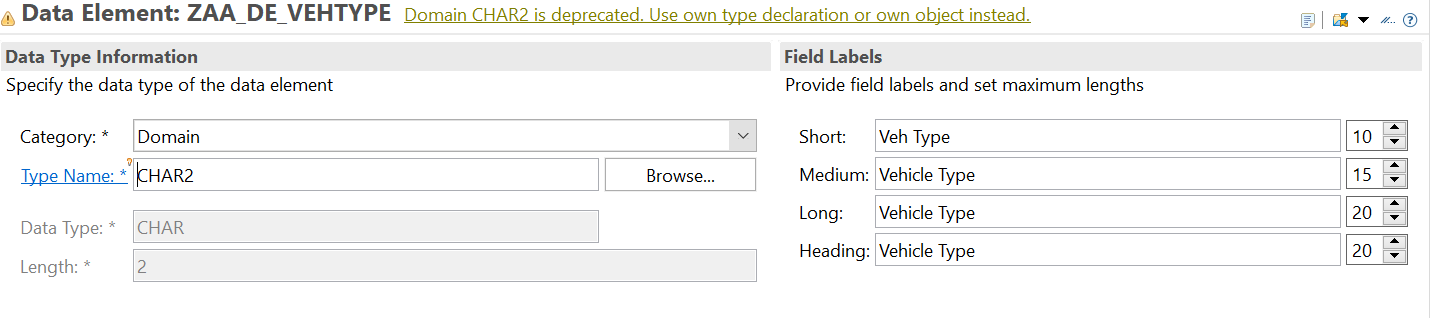 Data Element: ZAA_DE_VEHTYPE Domain CHAR2 is deprecated. Use own type declaration or own object instead.
Data Type Information
Specify the data type of the data element
Category: * Domain
Type Name: * CHAR2 Browse...
Data Type: * CHAR
Length: * 2
Field Labels
Provide field labels and set maximum lengths
Short: Veh Type 10
Medium: Vehicle Type 15
Long: Vehicle Type 20
Heading: Vehicle Type 20